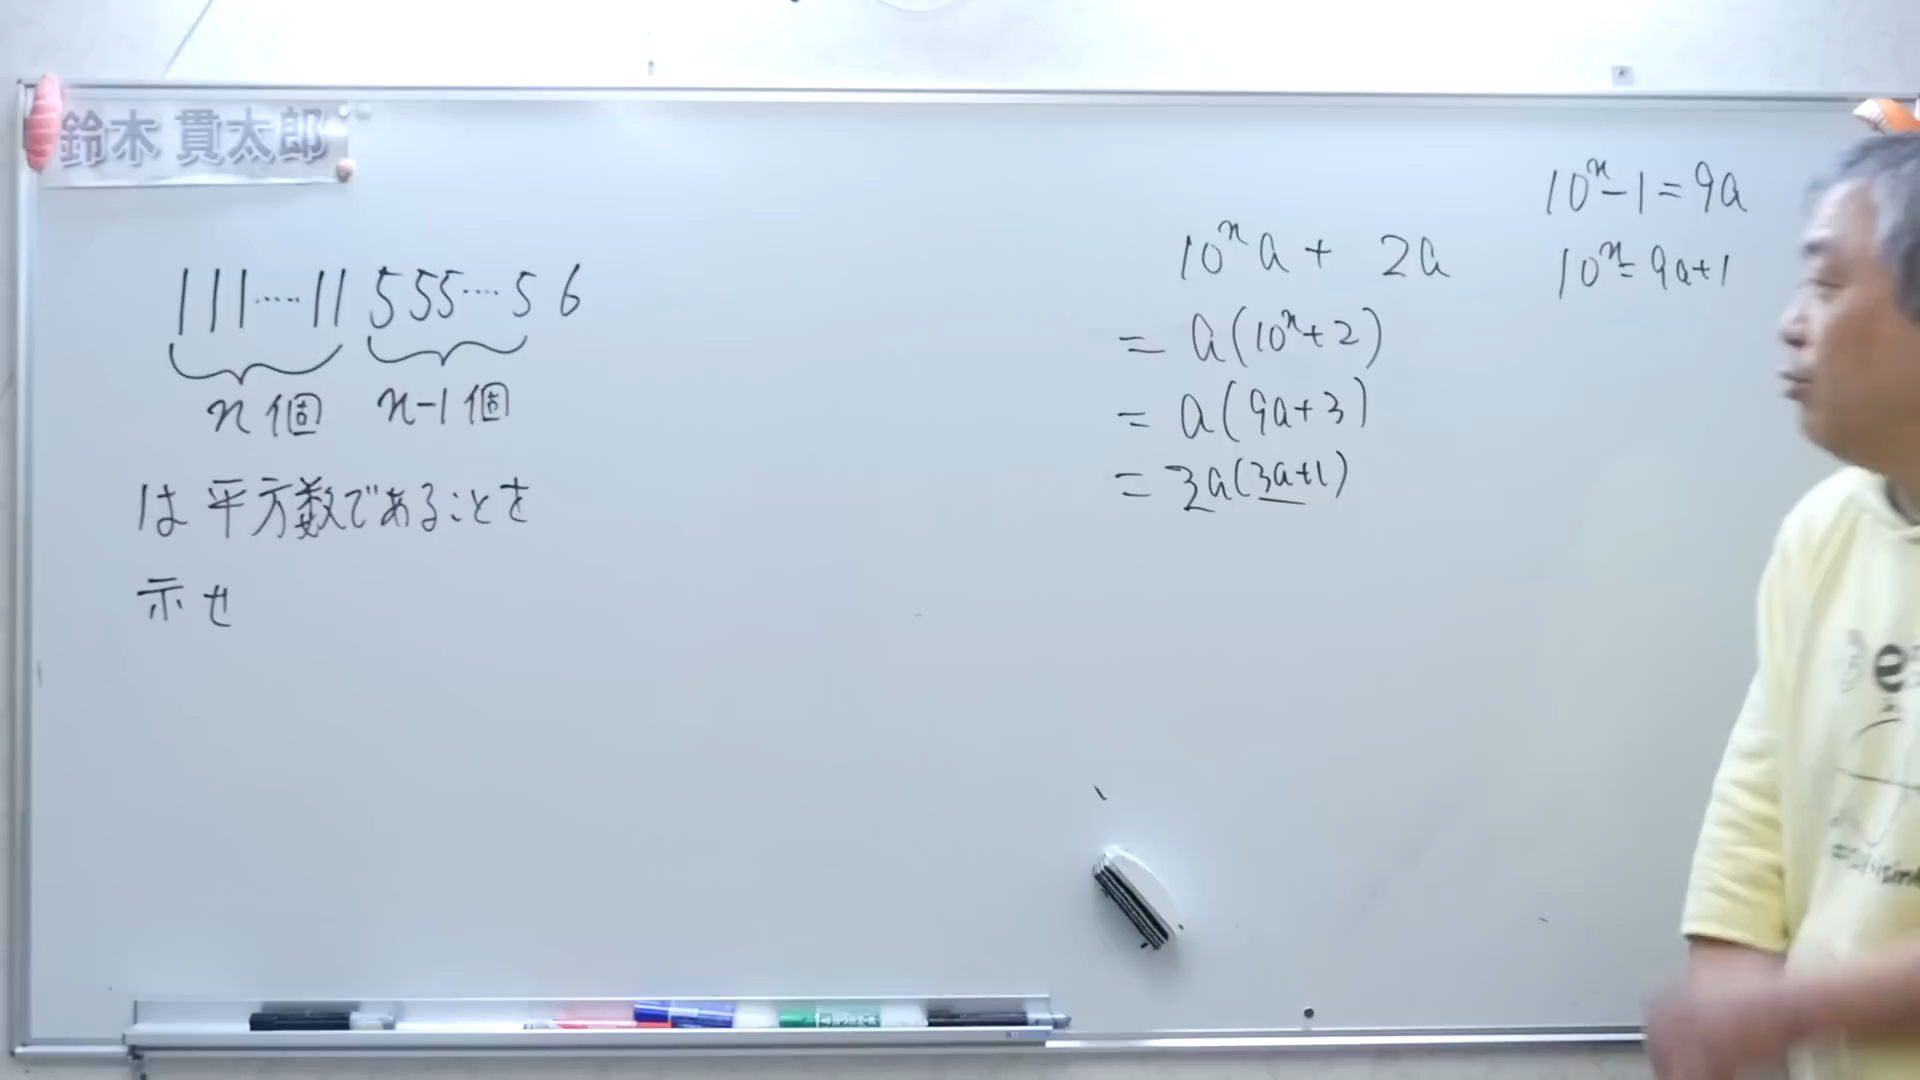 鈴木 貫太郎
111‥‥11 555‥‥5 6
n個 n-1個
は平方数であることを
示せ
10ⁿa + 2a
= a(10ⁿ+2)
= a(9a+3)
= 3a(3a+1)
10ⁿ-1=9a
10ⁿ=9a+1